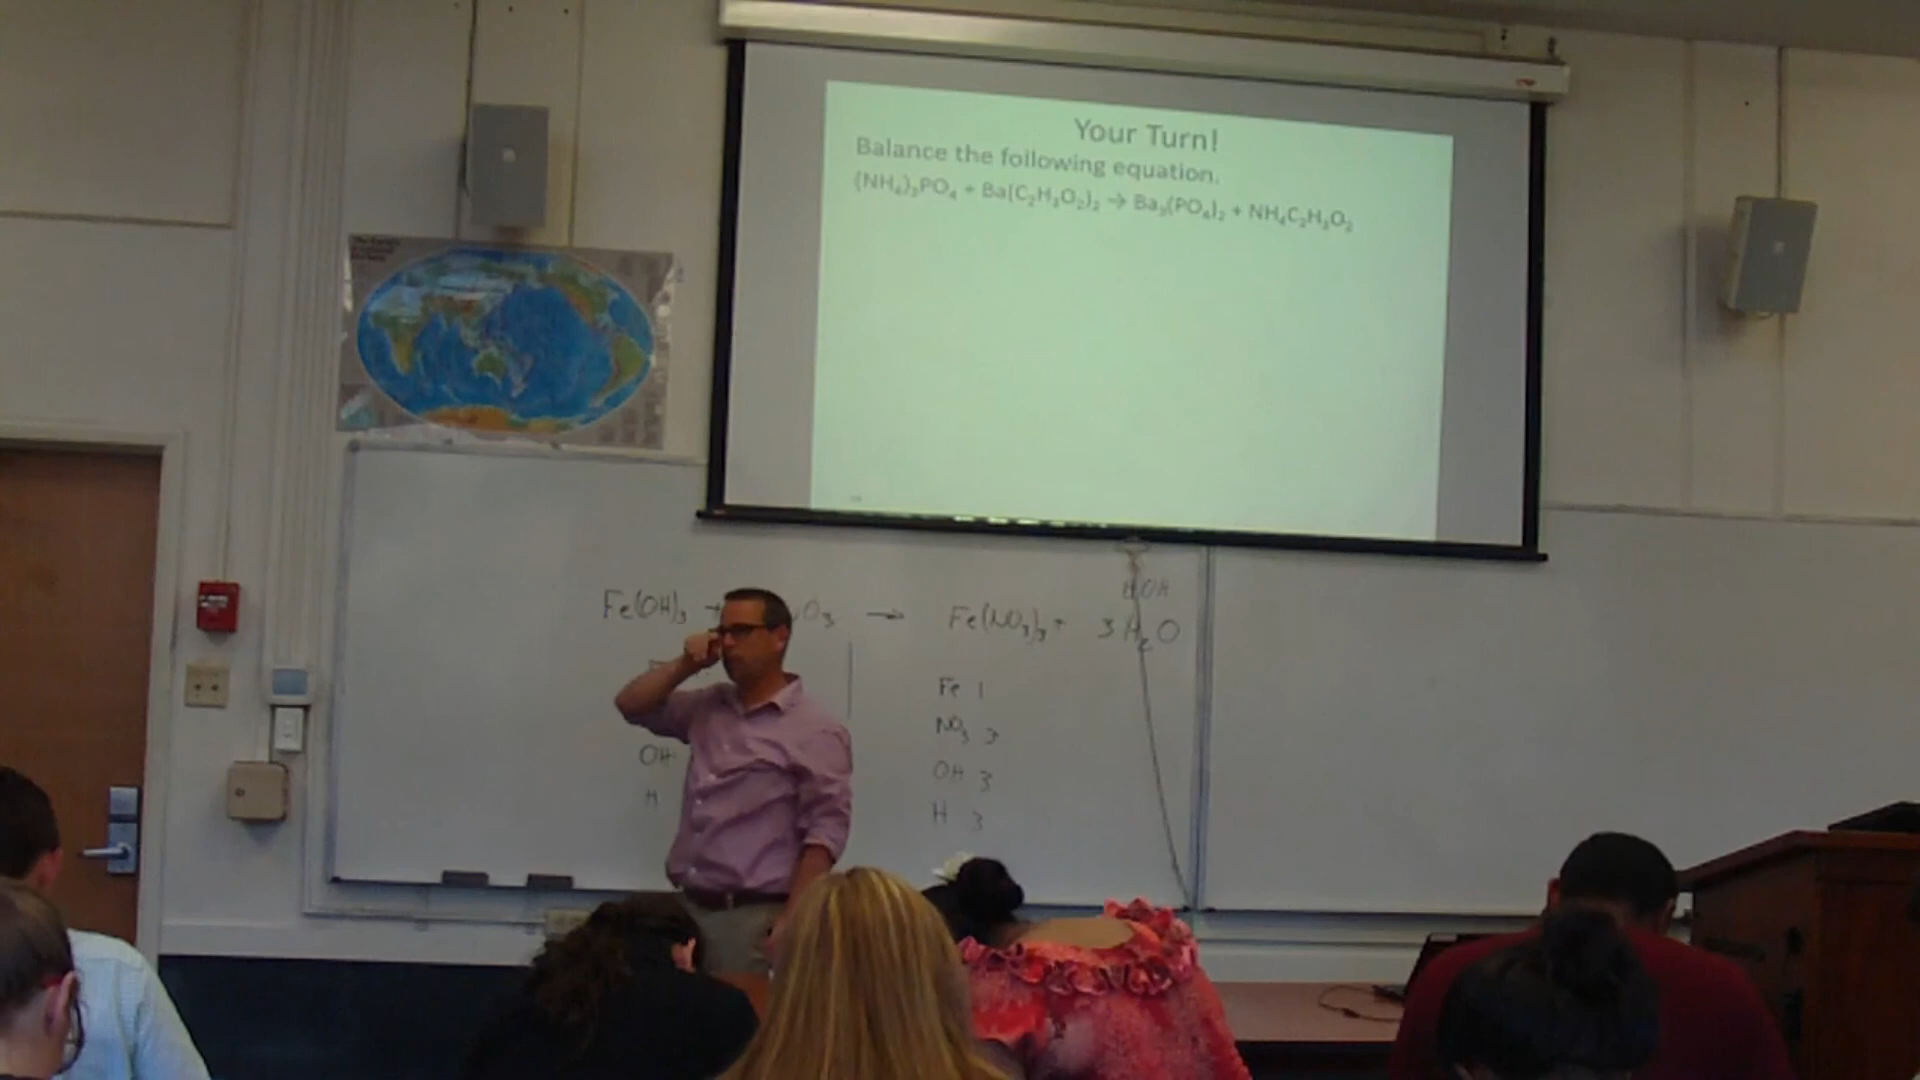 Your Turn!
Balance the following equation.
(NH₄)₃PO₄ + Ba(C₂H₃O₂)₂ → Ba₃(PO₄)₂ + NH₄C₂H₃O₂
HOH
Fe(OH)₃ + O₃ → Fe(NO₃)₃ + 3 H₂O
Fe 1
NO₃ 3
OH OH 3
H H 3